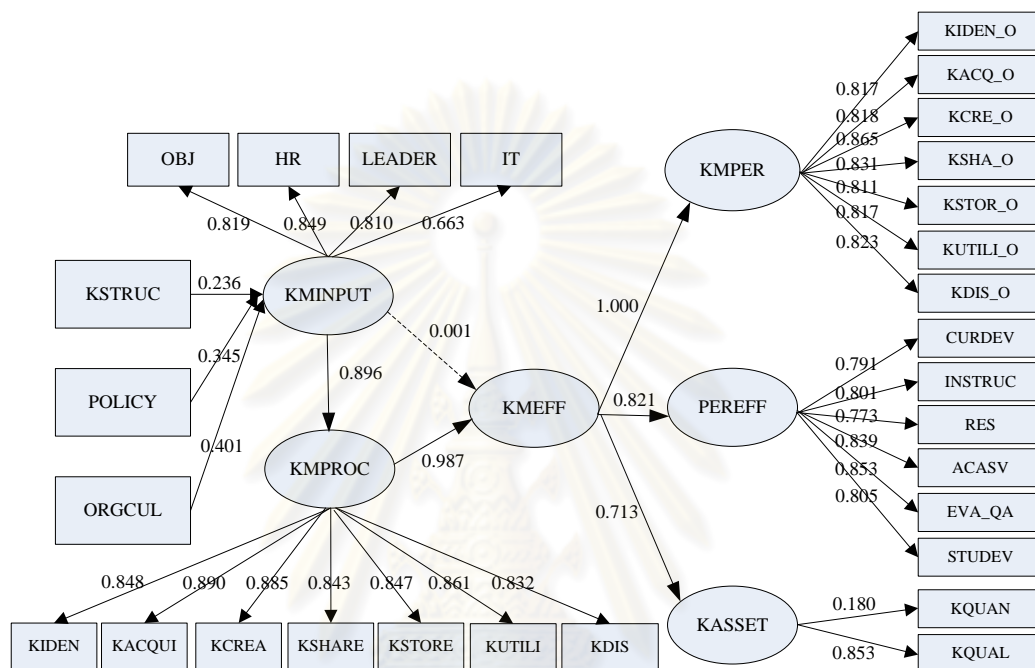 KIDEN_O
KACQ_O
KCRE_O
KSHA_O
KSTOR_O
KUTILI_O
KDIS_O
0.817
0.818
0.865
0.831
0.811
0.817
0.823
KMPER
OBJ
HR
LEADER
IT
0.819
0.849
0.810
0.663
KSTRUC
0.236
KMINPUT
POLICY
0.345
ORGCUL
0.401
0.896
0.001
KMPROC
0.987
KMEFF
1.000
0.821
0.713
PEREFF
CURDEV
INSTRUC
RES
ACASV
EVA_QA
STUDEV
0.791
0.801
0.773
0.839
0.853
0.805
0.848
0.890
0.885
0.843
0.847
0.861
0.832
KIDEN
KACQUI
KCREA
KSHARE
KSTORE
KUTILI
KDIS
KASSET
0.180
0.853
KQUAN
KQUAL